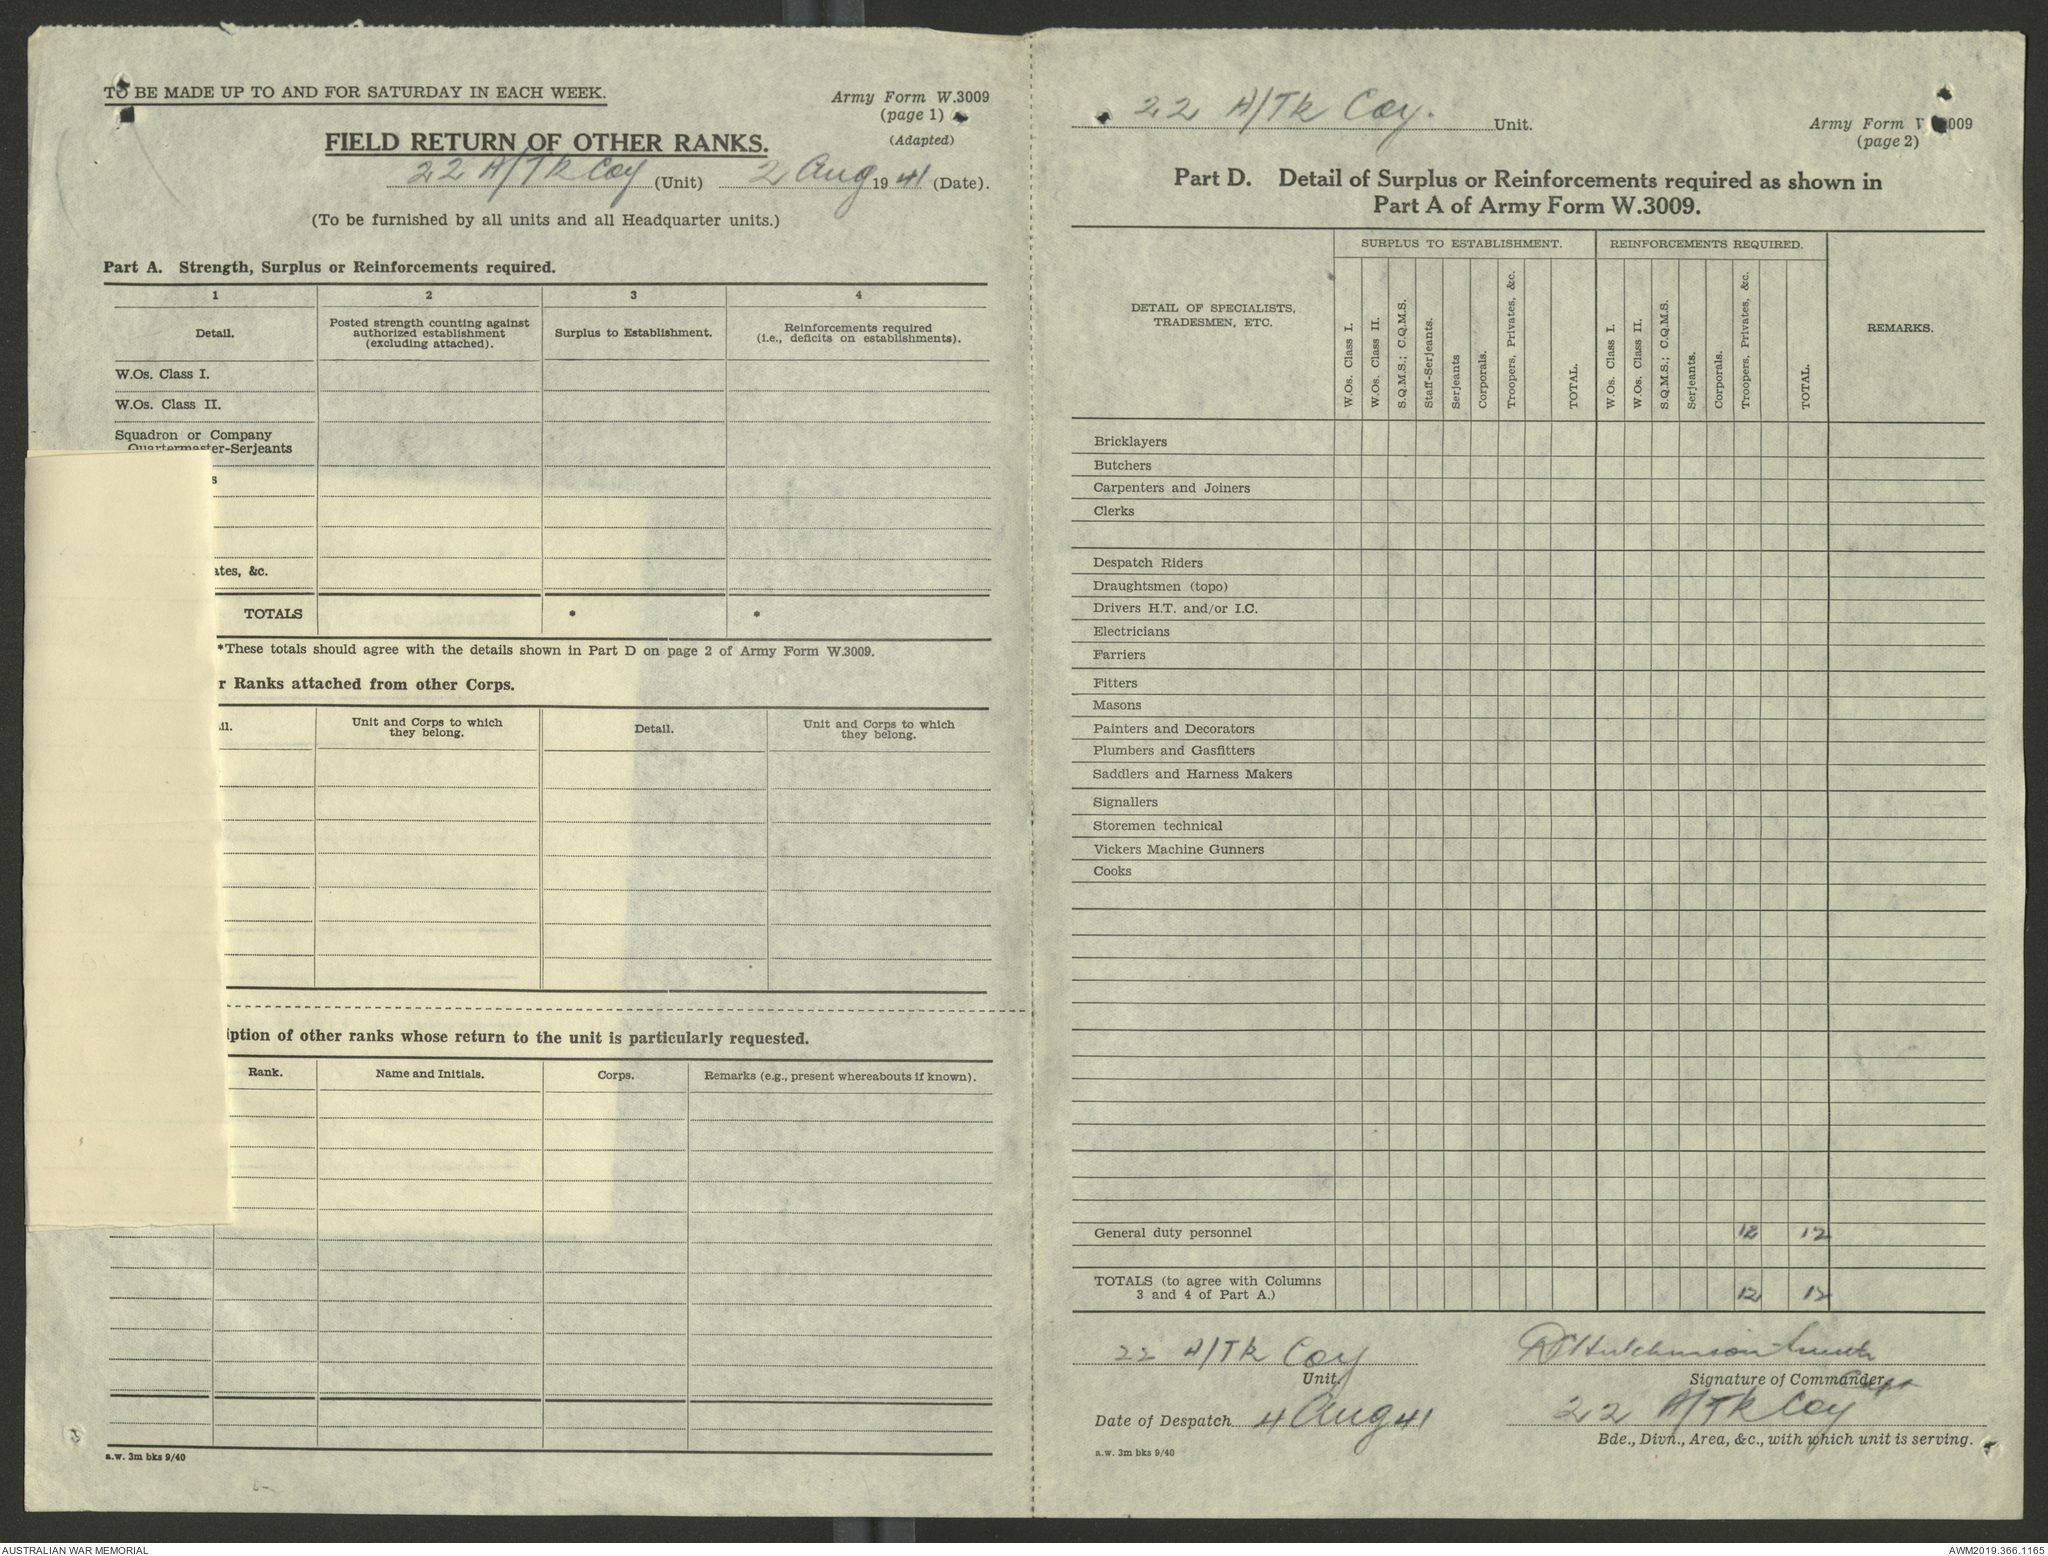 TO BE MADE UP TO AND FOR SATURDAY IN EACH WEEK.
Army Form W.3009
(page 1)
(Adapted)
FIELD RETURN OF OTHER RANKS.
22 A/Tk Coy (Unit) 2 Aug 1941 (Date).
(To be furnished by all units and all Headquarter units.)
Part A. Strength, Surplus or Reinforcements required.
1 2 3 4
Detail.
Posted strength counting against
authorized establishment
(excluding attached).
Surplus to Establishment.
Reinforcements required
(i.e., deficits on establishments).
W.Os. Class I.
W.Os. Class II.
Squadron or Company
Quartermaster-Serjeants
s
ates, &c.
TOTALS * *
*These totals should agree with the details shown in Part D on page 2 of Army Form W.3009.
r Ranks attached from other Corps.
il.
Unit and Corps to which
they belong.
Detail.
Unit and Corps to which
they belong.
iption of other ranks whose return to the unit is particularly requested.
Rank. Name and Initials. Corps. Remarks (e.g., present whereabouts if known).
a.w. 3m bks 9/40
22 A/Tk Coy. Unit.
Army Form W.3009
(page 2)
Part D. Detail of Surplus or Reinforcements required as shown in
Part A of Army Form W.3009.
DETAIL OF SPECIALISTS,
TRADESMEN, ETC.
SURPLUS TO ESTABLISHMENT.
W.Os. Class I.
W.Os. Class II.
S.Q.M.S.; C.Q.M.S.
Staff-Serjeants.
Serjeants
Corporals.
Troopers, Privates, &c.
TOTAL.
REINFORCEMENTS REQUIRED.
W.Os. Class I.
W.Os. Class II.
S.Q.M.S.; C.Q.M.S.
Serjeants.
Corporals.
Troopers, Privates, &c.
TOTAL.
REMARKS.
Bricklayers
Butchers
Carpenters and Joiners
Clerks
Despatch Riders
Draughtsmen (topo)
Drivers H.T. and/or I.C.
Electricians
Farriers
Fitters
Masons
Painters and Decorators
Plumbers and Gasfitters
Saddlers and Harness Makers
Signallers
Storemen technical
Vickers Machine Gunners
Cooks
General duty personnel 12 12
TOTALS (to agree with Columns
3 and 4 of Part A.) 12 12
22 A/Tk Coy
Unit.
Hutchinson Smith
Signature of Commander
Capt
Date of Despatch 4 Aug 41
22 A/Tk Coy
Bde., Divn., Area, &c., with which unit is serving.
a.w. 3m bks 9/40
AUSTRALIAN WAR MEMORIAL
AWM2019.366.1165